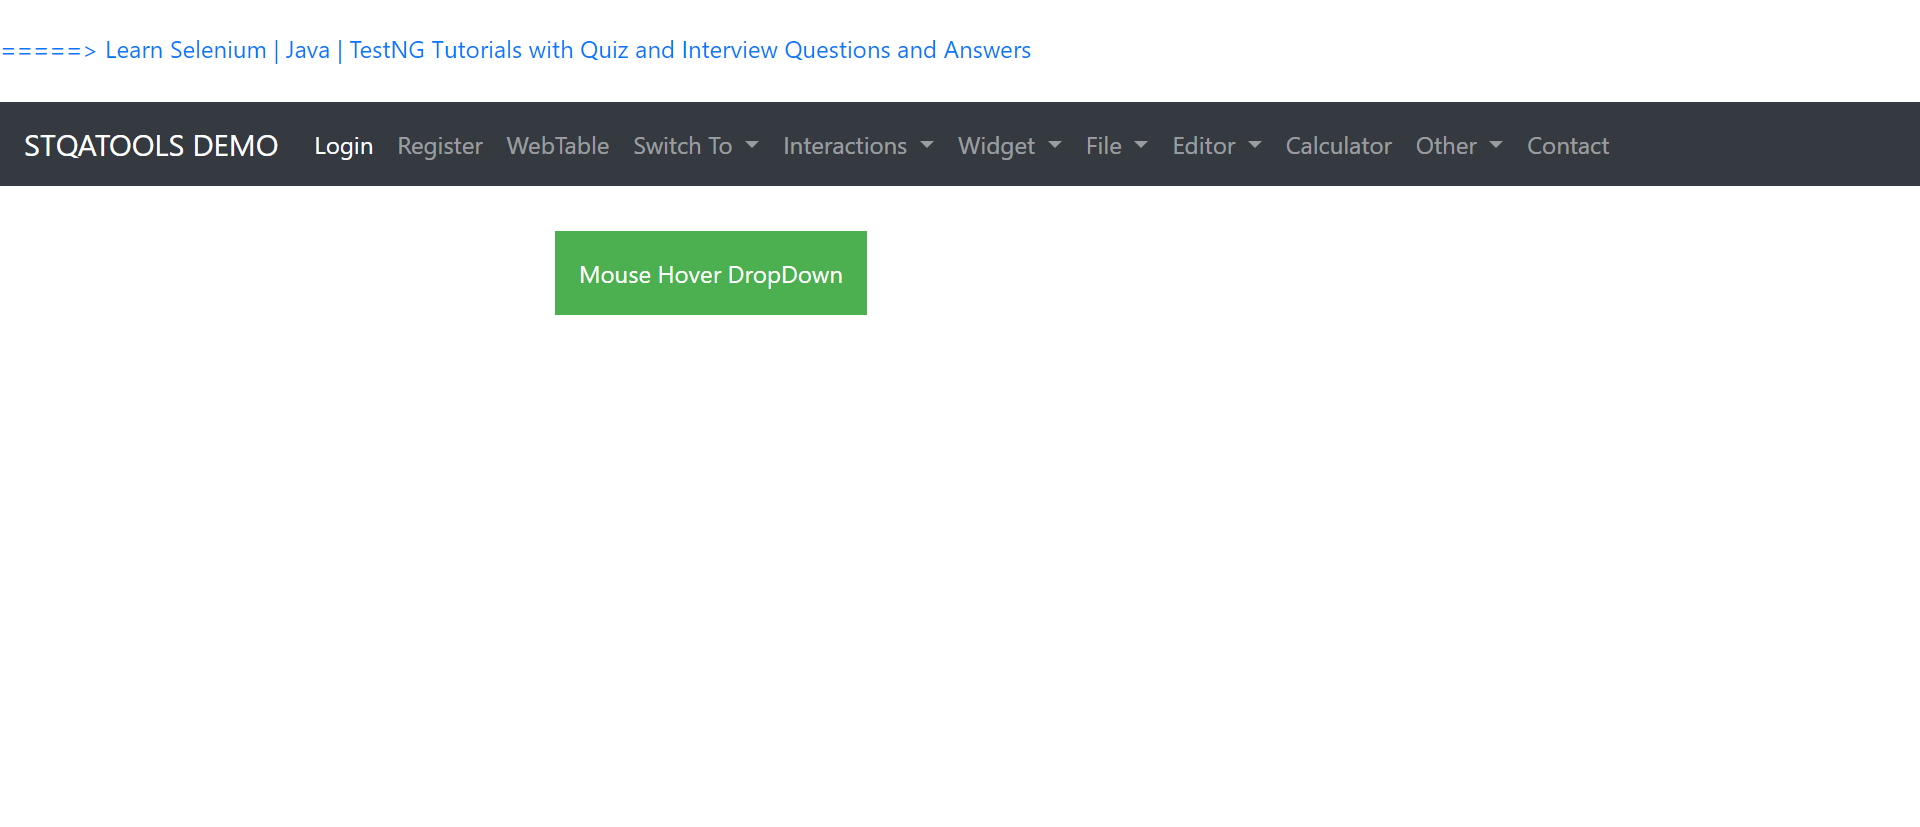 =====> Learn Selenium | Java | TestNG Tutorials with Quiz and Interview Questions and Answers
STQATOOLS DEMO Login Register WebTable Switch To Interactions Widget File Editor Calculator Other Contact
Mouse Hover DropDown